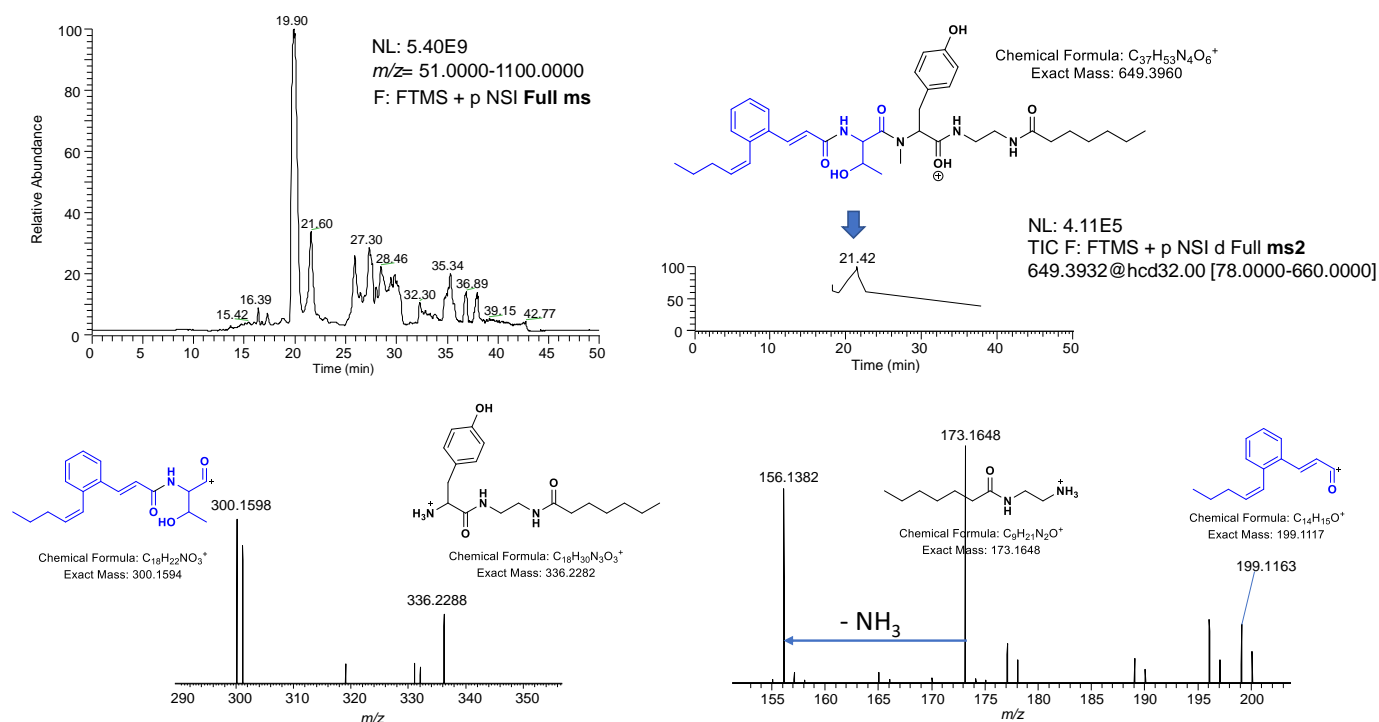 19.90
NL: 5.40E9
m/z= 51.0000-1100.0000
F: FTMS + p NSI Full ms
Relative Abundance
100
80
60
40
20
0
15.42
16.39
21.60
27.30
28.46
32.30
35.34
36.89
39.15
42.77
0 5 10 15 20 25 30 35 40 45 50
Time (min)
OH
Chemical Formula: C37H53N4O6+
Exact Mass: 649.3960
O
H
N
O
HO
N
O
H
N
OH
+
N
H
O
NL: 4.11E5
TIC F: FTMS + p NSI d Full ms2
649.3932@hcd32.00 [78.0000-660.0000]
21.42
100
50
0
0 10 20 30 40 50
Time (min)
H
N
O
+
O
HO
Chemical Formula: C18H22NO3+
Exact Mass: 300.1594
300.1598
OH
+
H3N
O
H
N
N
H
O
Chemical Formula: C18H30N3O3+
Exact Mass: 336.2282
336.2288
290 300 310 320 330 340 350
m/z
156.1382
173.1648
O
N
H
+
NH3
Chemical Formula: C9H21N2O+
Exact Mass: 173.1648
+
O
Chemical Formula: C14H15O+
Exact Mass: 199.1117
199.1163
- NH3
155 160 165 170 175 180 185 190 195 200
m/z